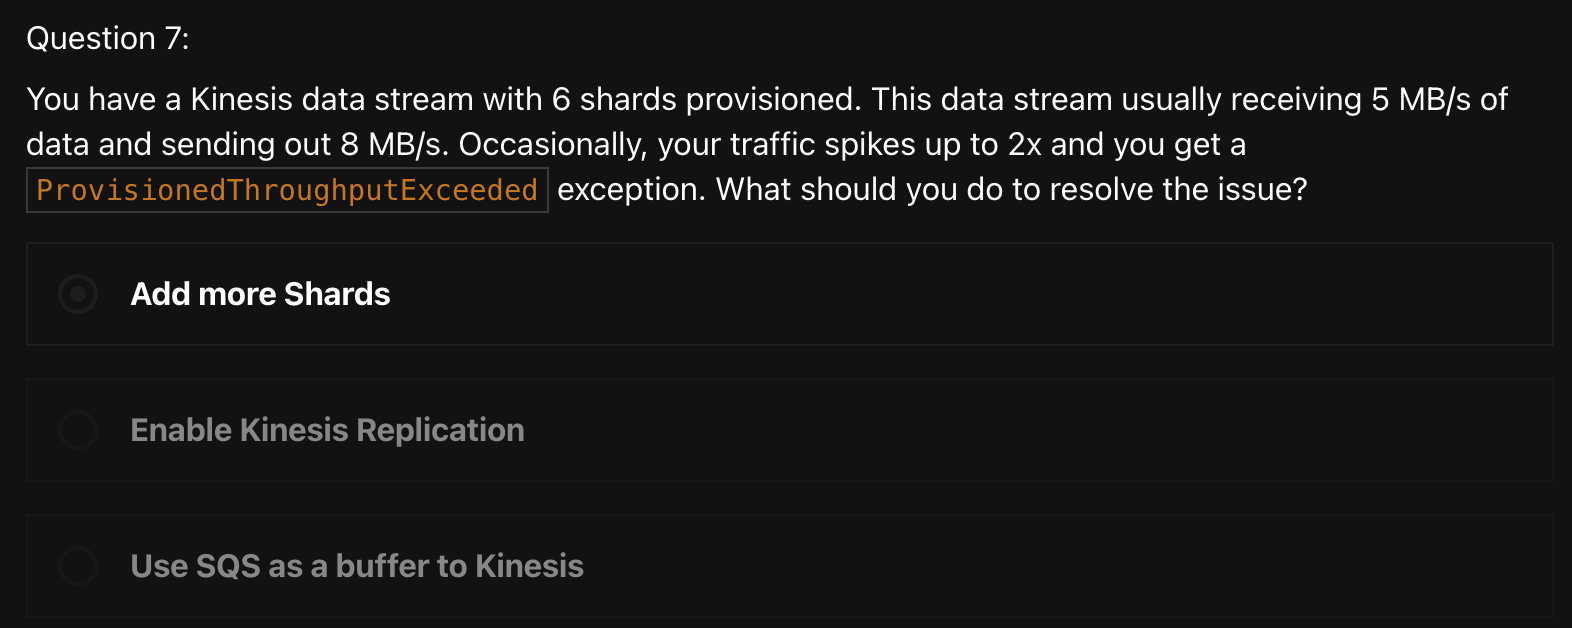 Question 7:
You have a Kinesis data stream with 6 shards provisioned. This data stream usually receiving 5 MB/s of
data and sending out 8 MB/s. Occasionally, your traffic spikes up to 2x and you get a
ProvisionedThroughputExceeded exception. What should you do to resolve the issue?
Add more Shards
Enable Kinesis Replication
Use SQS as a buffer to Kinesis